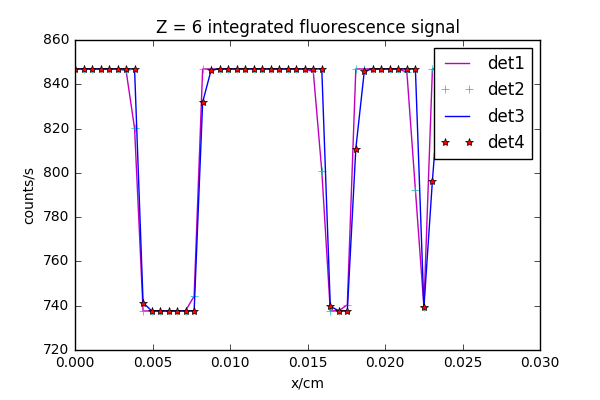 Z = 6 integrated fluorescence signal
860
840
820
800
780
760
740
720
counts/s
0.000 0.005 0.010 0.015 0.020 0.025 0.030
x/cm
det1
det2
det3
det4